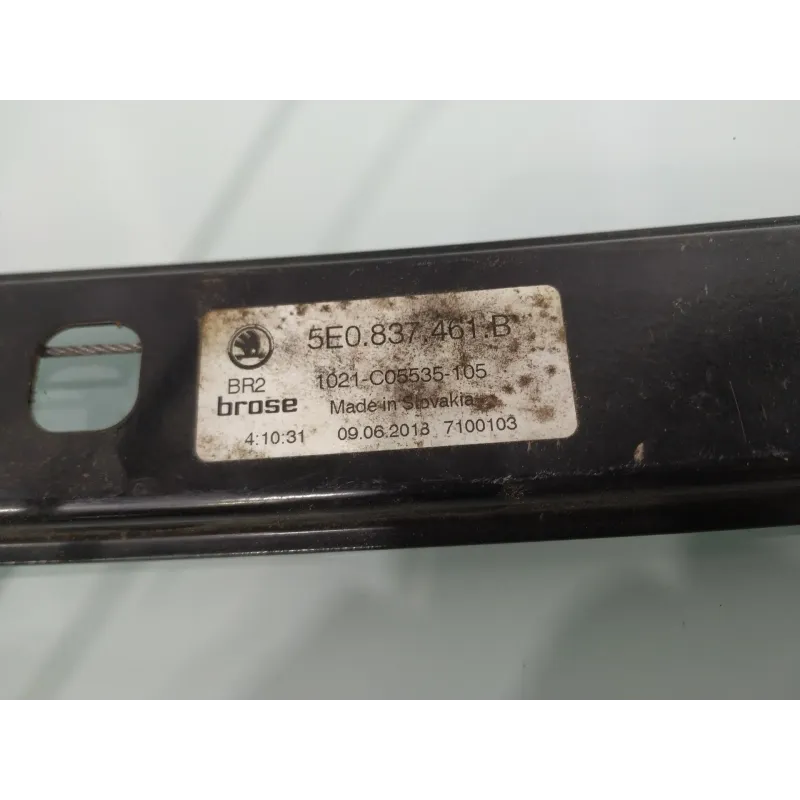 5E0.837.461.B
BR2
1021-C05535-105
brose
Made in Slovakia
4:10:31 09.06.2018 7100103